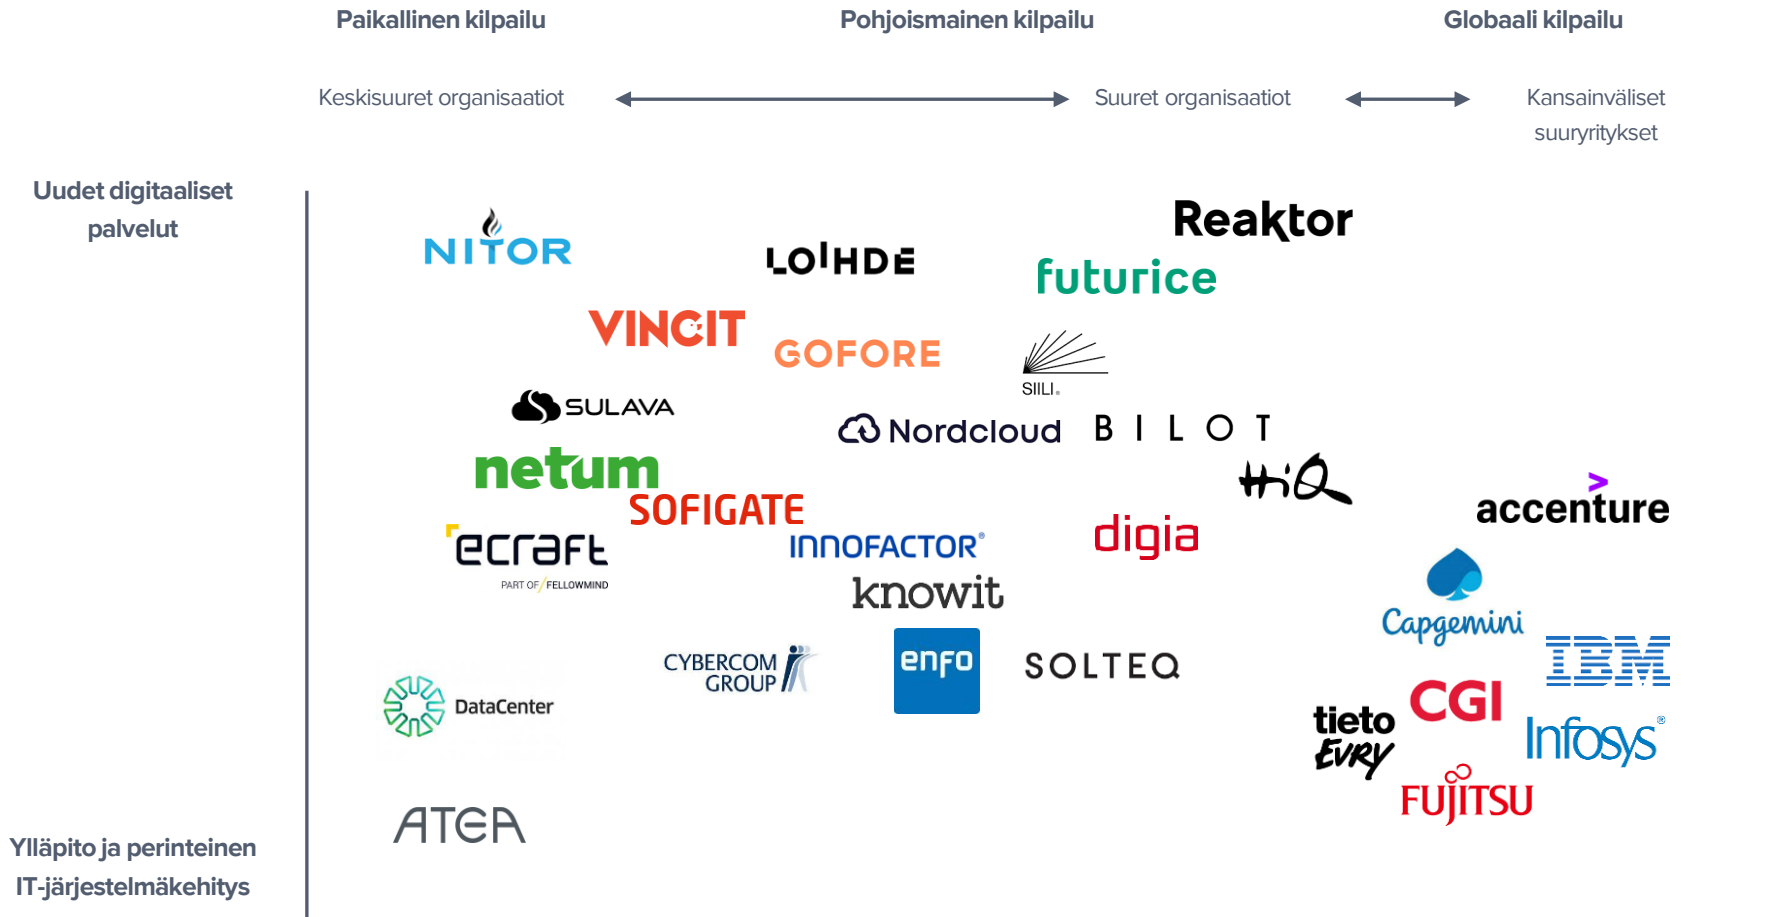 Paikallinen kilpailu
Pohjoismainen kilpailu
Globaali kilpailu
Keskisuuret organisaatiot
Suuret organisaatiot
Kansainväliset
suuryritykset
Uudet digitaaliset
palvelut
Reaktor
NITOR
LOIHDE
futurice
VINCIT
GOFORE
SIILI®
SULAVA
Nordcloud
BILOT
netum
HiQ
SOFIGATE
accenture
digia
ecraft
PART OF / FELLOWMIND
INNOFACTOR®
knowit
Capgemini
CYBERCOM
GROUP
enfo
SOLTEQ
IBM
DataCenter
CGI
tieto
EVRY
Infosys®
FUJITSU
ATEA
Ylläpito ja perinteinen
IT-järjestelmäkehitys